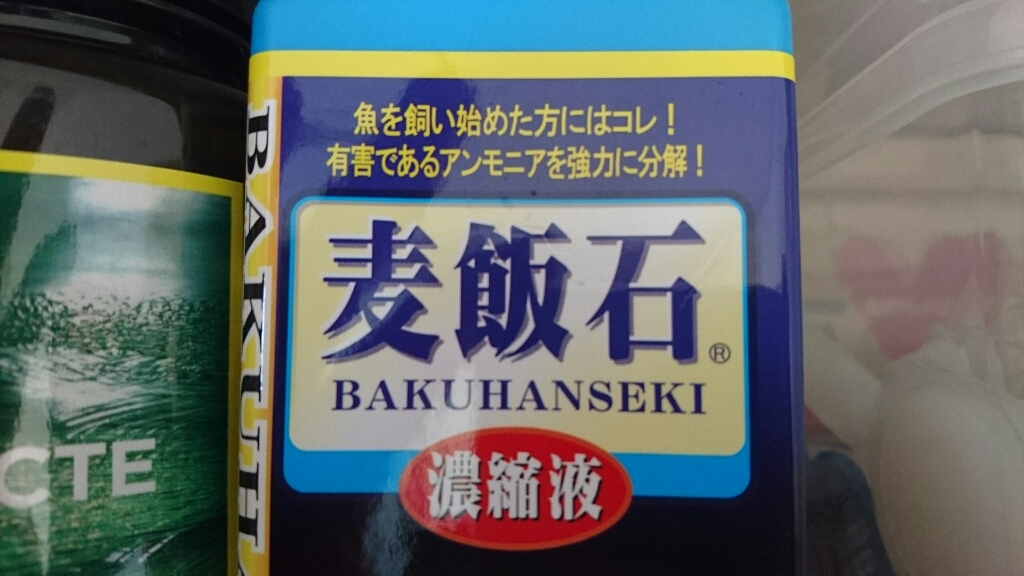 魚を飼い始めた方にはコレ！
有害であるアンモニアを強力に分解！
麦飯石®
BAKUHANSEKI
濃縮液
CTE